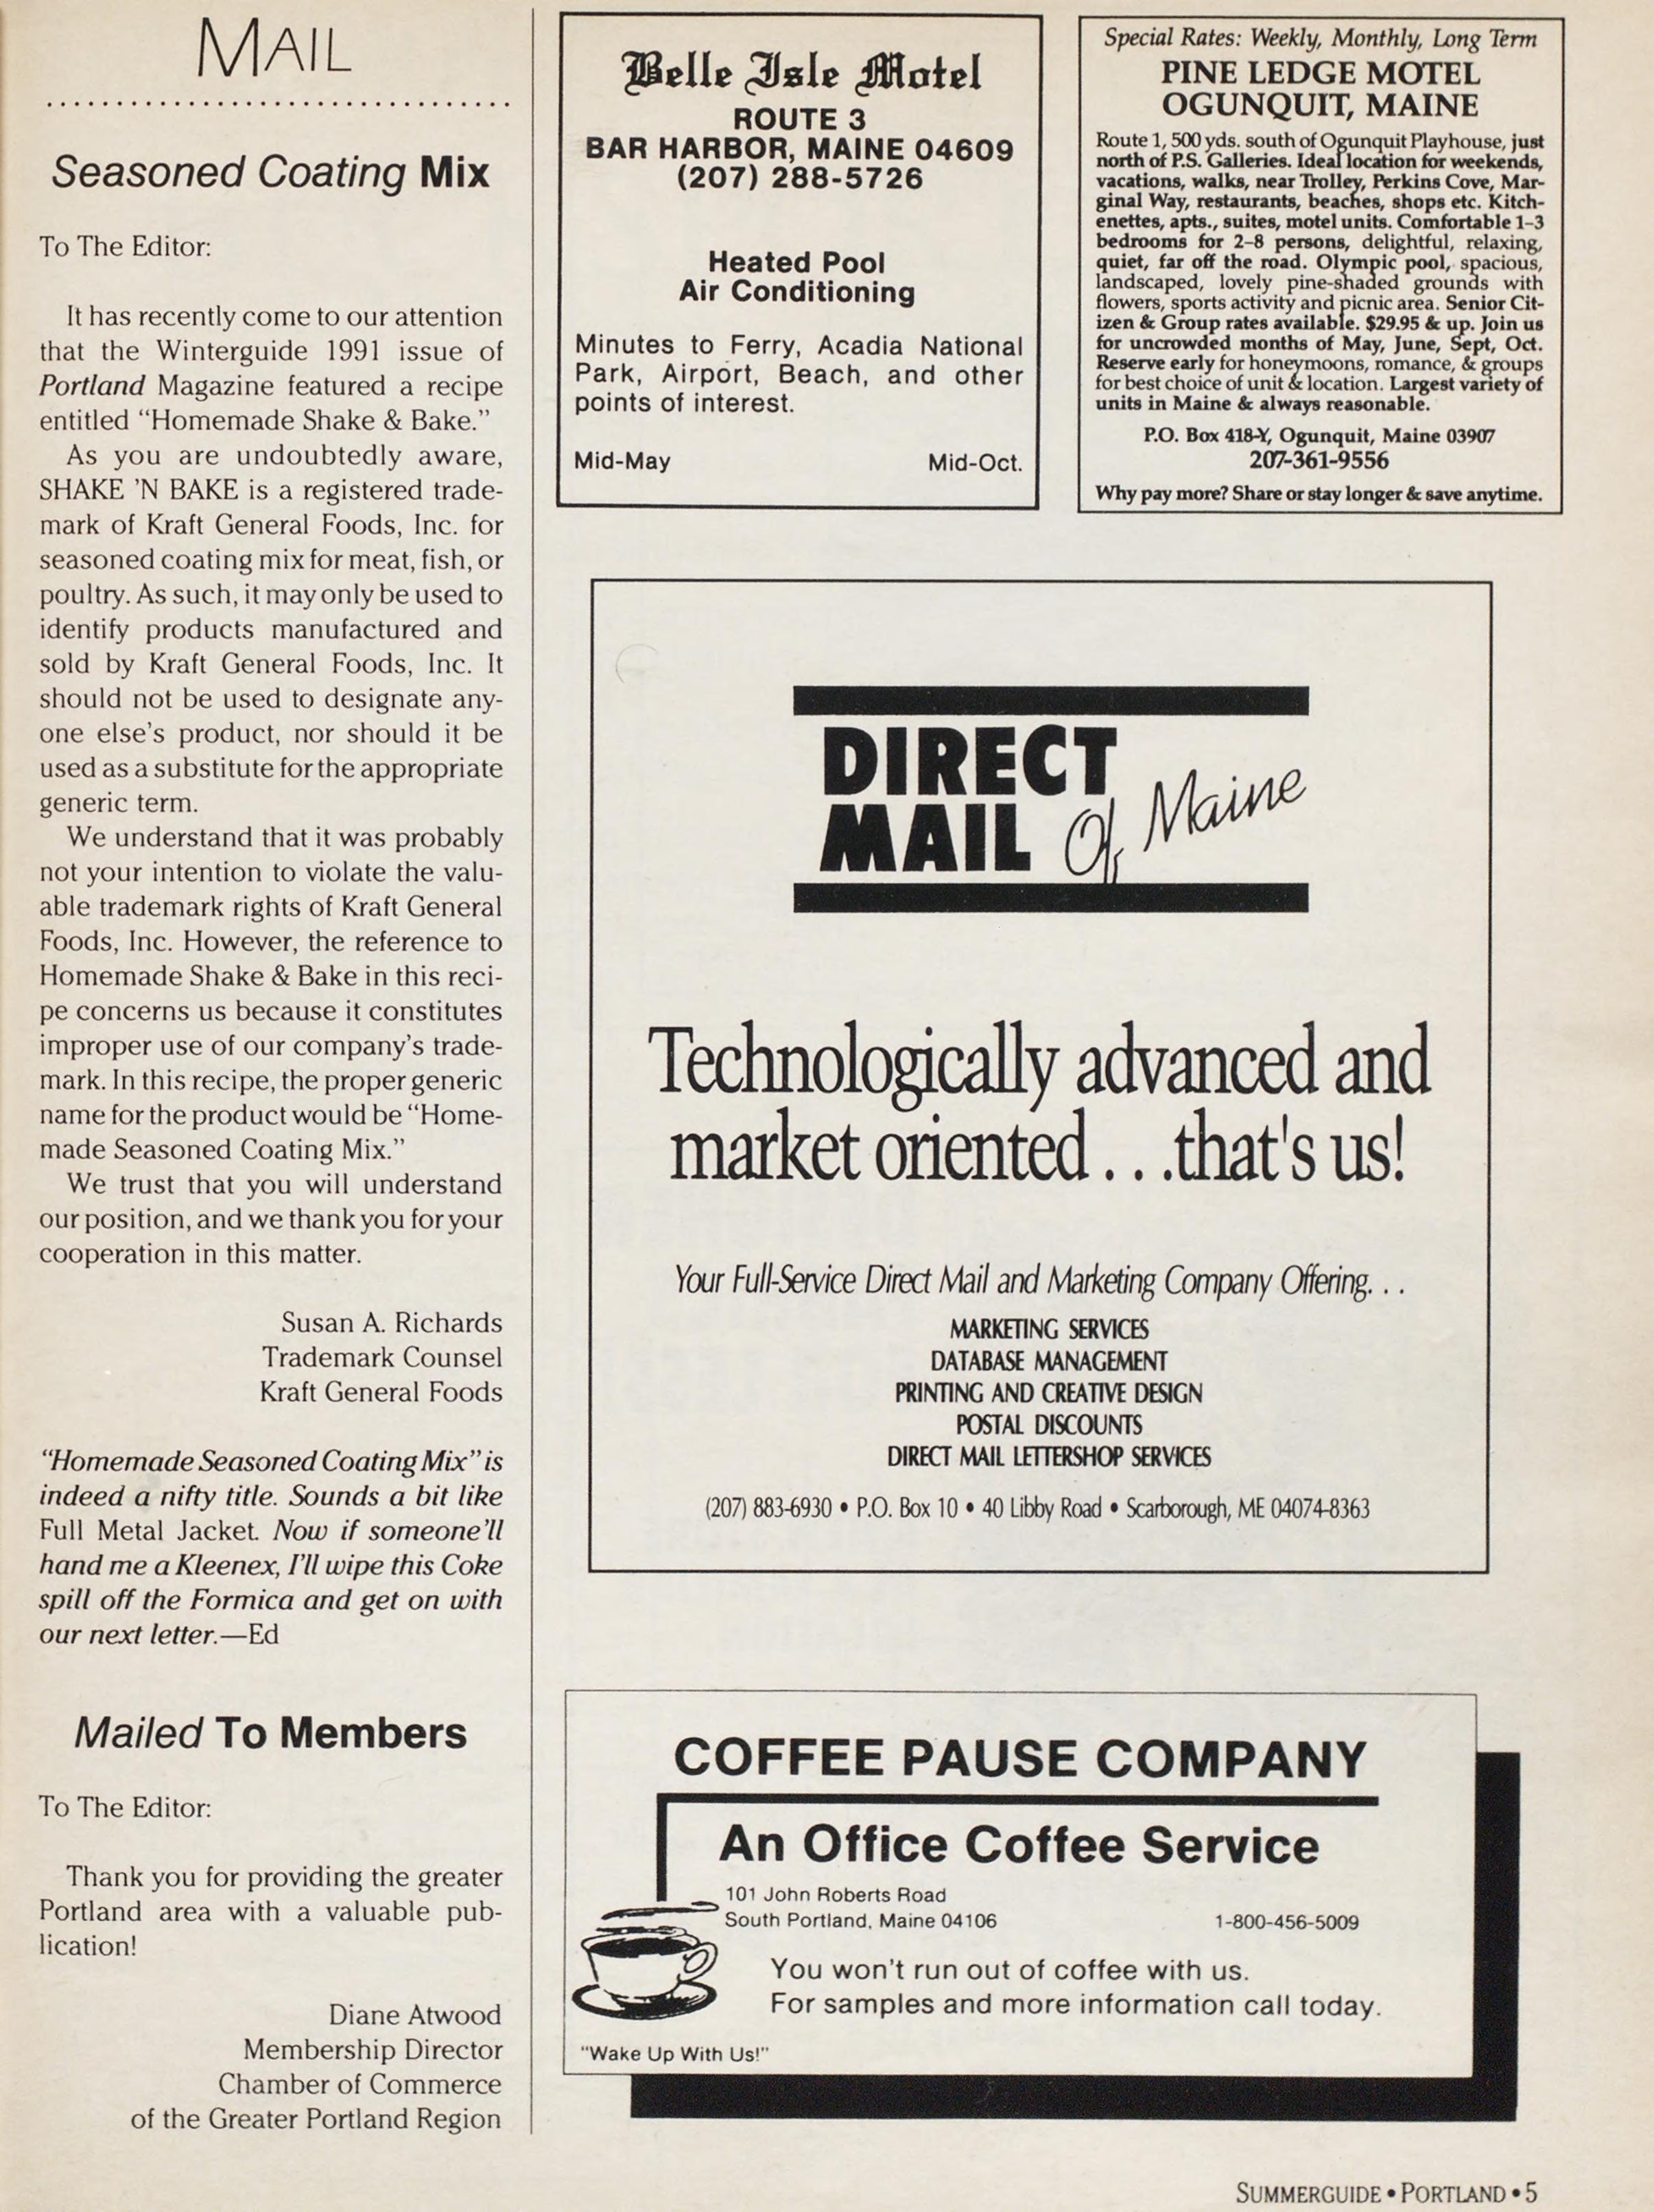 MAIL
Seasoned Coating Mix
To The Editor:
It has recently come to our attention
that the Winterguide 1991 issue of
Portland Magazine featured a recipe
entitled “Homemade Shake & Bake.”
As you are undoubtedly aware,
SHAKE ’N BAKE is a registered trade-
mark of Kraft General Foods, Inc. for
seasoned coating mix for meat, fish, or
poultry. As such, it may only be used to
identify products manufactured and
sold by Kraft General Foods, Inc. It
should not be used to designate any-
one else’s product, nor should it be
used as a substitute for the appropriate
generic term.
We understand that it was probably
not your intention to violate the valu-
able trademark rights of Kraft General
Foods, Inc. However, the reference to
Homemade Shake & Bake in this reci-
pe concerns us because it constitutes
improper use of our company’s trade-
mark. In this recipe, the proper generic
name for the product would be “Home-
made Seasoned Coating Mix.”
We trust that you will understand
our position, and we thank you for your
cooperation in this matter.
Susan A. Richards
Trademark Counsel
Kraft General Foods
“Homemade Seasoned Coating Mix” is
indeed a nifty title. Sounds a bit like
Full Metal Jacket. Now if someone’ll
hand me a Kleenex, I’ll wipe this Coke
spill off the Formica and get on with
our next letter.—Ed
Mailed To Members
To The Editor:
Thank you for providing the greater
Portland area with a valuable pub-
lication!
Diane Atwood
Membership Director
Chamber of Commerce
of the Greater Portland Region
Belle Isle Motel
ROUTE 3
BAR HARBOR, MAINE 04609
(207) 288-5726
Heated Pool
Air Conditioning
Minutes to Ferry, Acadia National
Park, Airport, Beach, and other
points of interest.
Mid-May Mid-Oct.
Special Rates: Weekly, Monthly, Long Term
PINE LEDGE MOTEL
OGUNQUIT, MAINE
Route 1, 500 yds. south of Ogunquit Playhouse, just
north of P.S. Galleries. Ideal location for weekends,
vacations, walks, near Trolley, Perkins Cove, Mar-
ginal Way, restaurants, beaches, shops etc. Kitch-
enettes, apts., suites, motel units. Comfortable 1–3
bedrooms for 2–8 persons, delightful, relaxing,
quiet, far off the road. Olympic pool, spacious,
landscaped, lovely pine-shaded grounds with
flowers, sports activity and picnic area. Senior Cit-
izen & Group rates available. $29.95 & up. Join us
for uncrowded months of May, June, Sept, Oct.
Reserve early for honeymoons, romance, & groups
for best choice of unit & location. Largest variety of
units in Maine & always reasonable.
P.O. Box 418-Y, Ogunquit, Maine 03907
207-361-9556
Why pay more? Share or stay longer & save anytime.
DIRECT
MAIL Of Maine
Technologically advanced and
market oriented . . .that's us!
Your Full-Service Direct Mail and Marketing Company Offering. . .
MARKETING SERVICES
DATABASE MANAGEMENT
PRINTING AND CREATIVE DESIGN
POSTAL DISCOUNTS
DIRECT MAIL LETTERSHOP SERVICES
(207) 883-6930 • P.O. Box 10 • 40 Libby Road • Scarborough, ME 04074-8363
COFFEE PAUSE COMPANY
An Office Coffee Service
101 John Roberts Road
South Portland, Maine 04106 1-800-456-5009
You won't run out of coffee with us.
For samples and more information call today.
"Wake Up With Us!"
SUMMERGUIDE • PORTLAND • 5